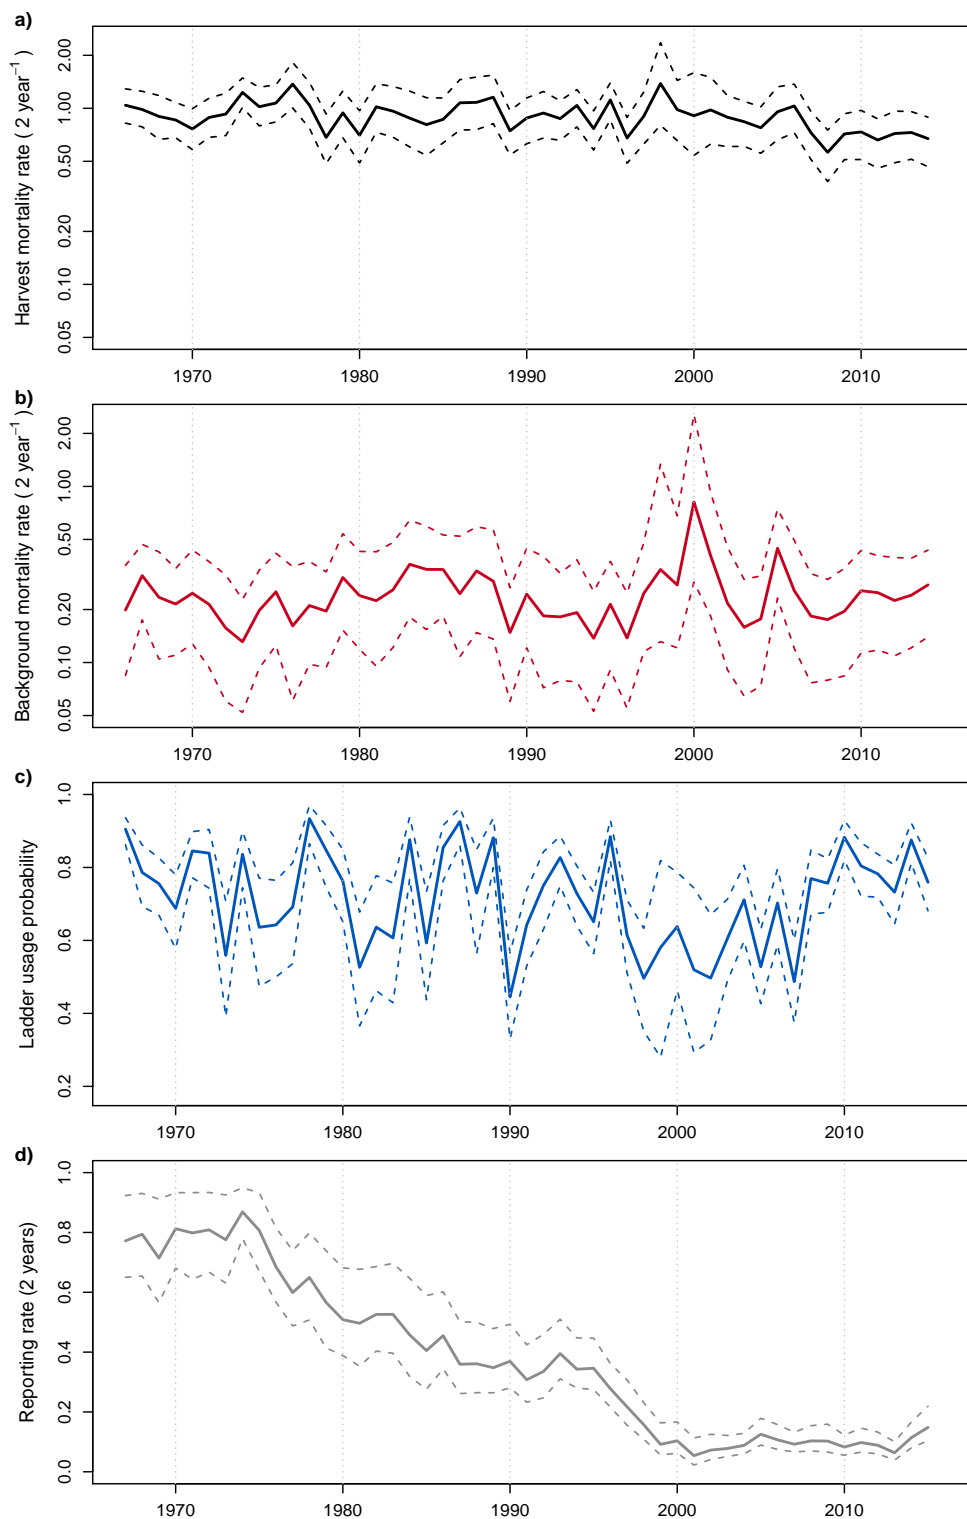 a)
Harvest mortality rate ( 2 year⁻¹ )
2.00
1.00
0.50
0.20
0.10
0.05
1970 1980 1990 2000 2010
b)
Background mortality rate ( 2 year⁻¹ )
2.00
1.00
0.50
0.20
0.10
0.05
1970 1980 1990 2000 2010
c)
Ladder usage probability
1.0
0.8
0.6
0.4
0.2
1970 1980 1990 2000 2010
d)
Reporting rate (2 years)
1.0
0.8
0.6
0.4
0.2
0.0
1970 1980 1990 2000 2010